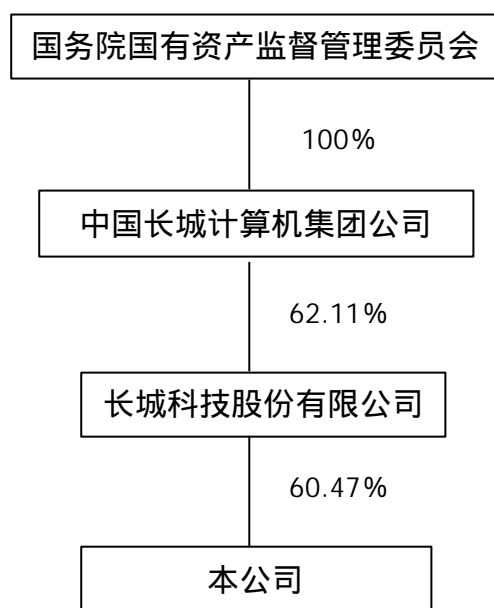 国务院国有资产监督管理委员会
100%
中国长城计算机集团公司
62.11%
长城科技股份有限公司
60.47%
本公司